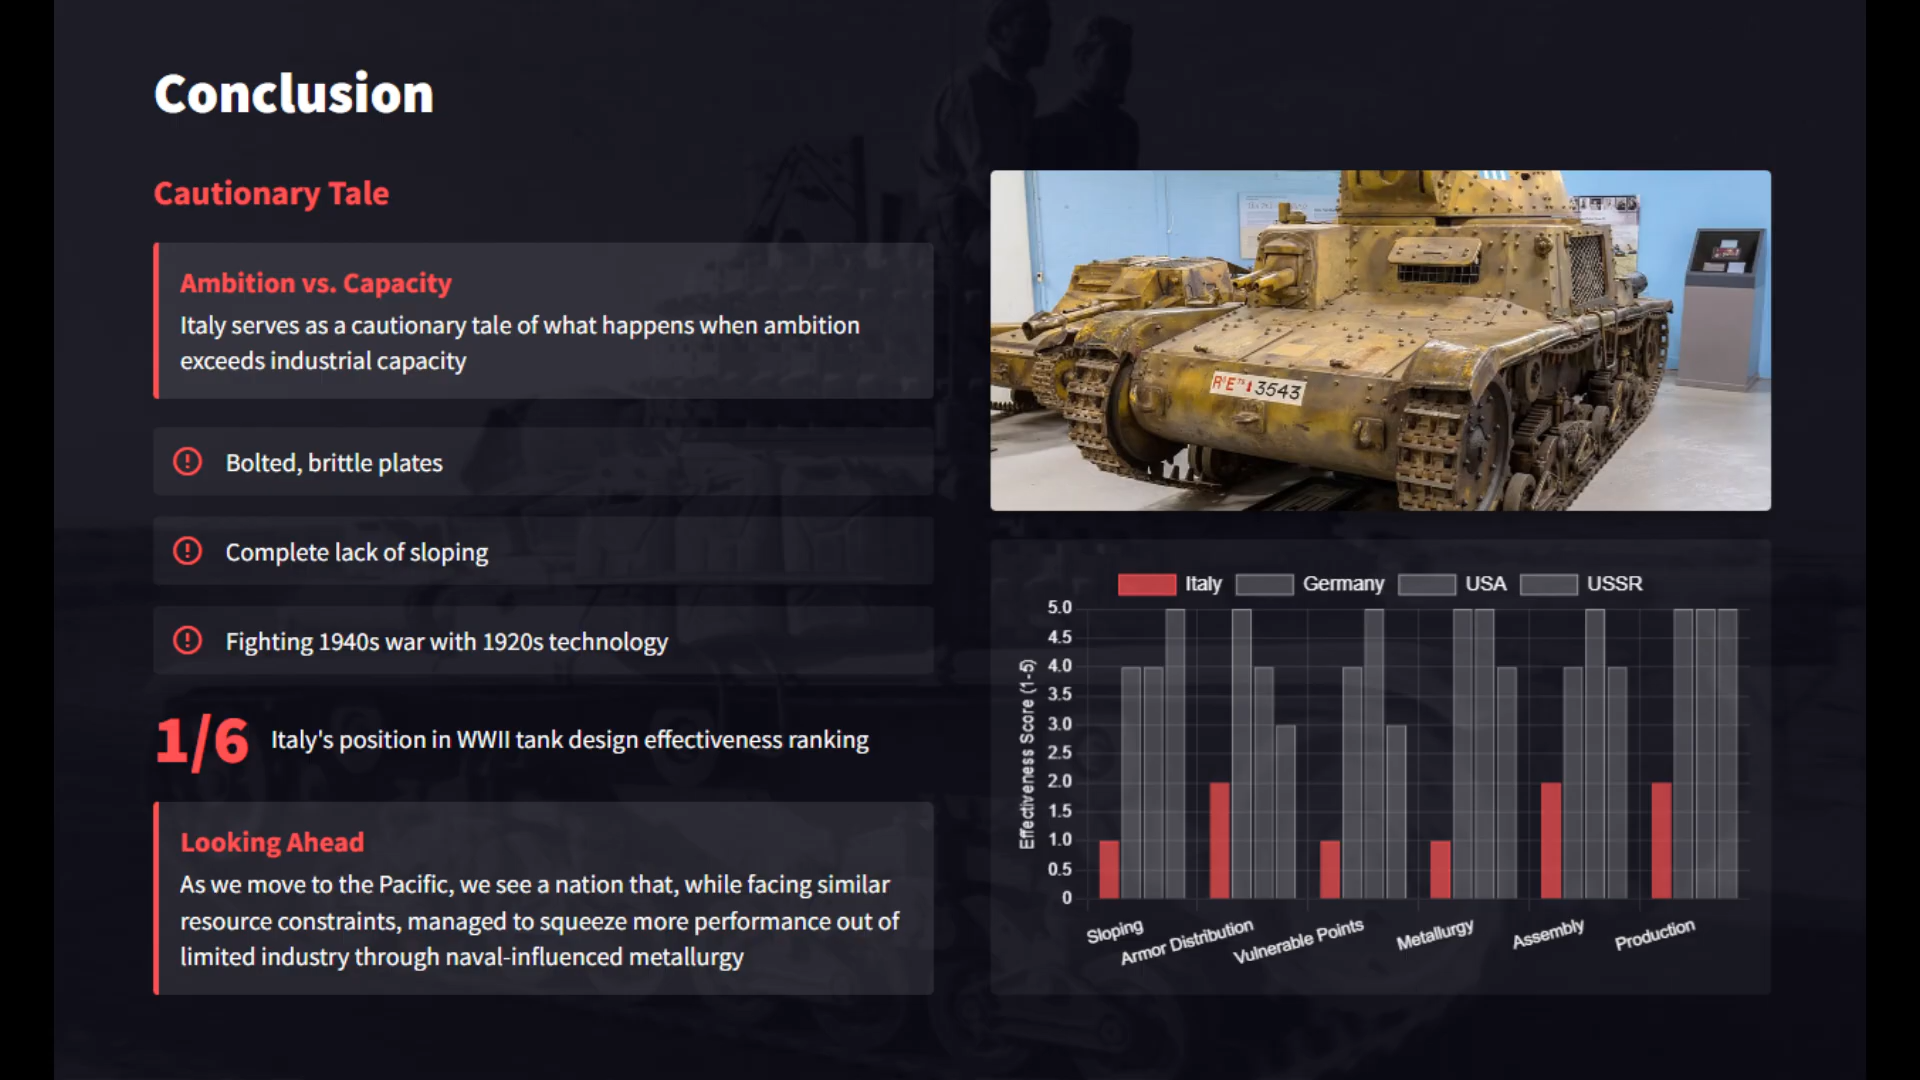 Conclusion
Cautionary Tale
Ambition vs. Capacity
Italy serves as a cautionary tale of what happens when ambition
exceeds industrial capacity
Bolted, brittle plates
Complete lack of sloping
Fighting 1940s war with 1920s technology
1/6 Italy's position in WWII tank design effectiveness ranking
Looking Ahead
As we move to the Pacific, we see a nation that, while facing similar
resource constraints, managed to squeeze more performance out of
limited industry through naval-influenced metallurgy
3543
Italy Germany USA USSR
Effectiveness Score (1-5)
5.0
4.5
4.0
3.5
3.0
2.5
2.0
1.5
1.0
0.5
0
Sloping
Armor Distribution
Vulnerable Points
Metallurgy
Assembly
Production